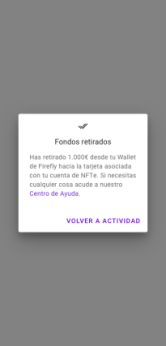 Fondos retirados
Has retirado 1.000€ desde tu Wallet
de Firefly hacia la tarjeta asociada
con tu cuenta de NFTe. Si necesitas
cualquier cosa acude a nuestro
Centro de Ayuda.
VOLVER A ACTIVIDAD